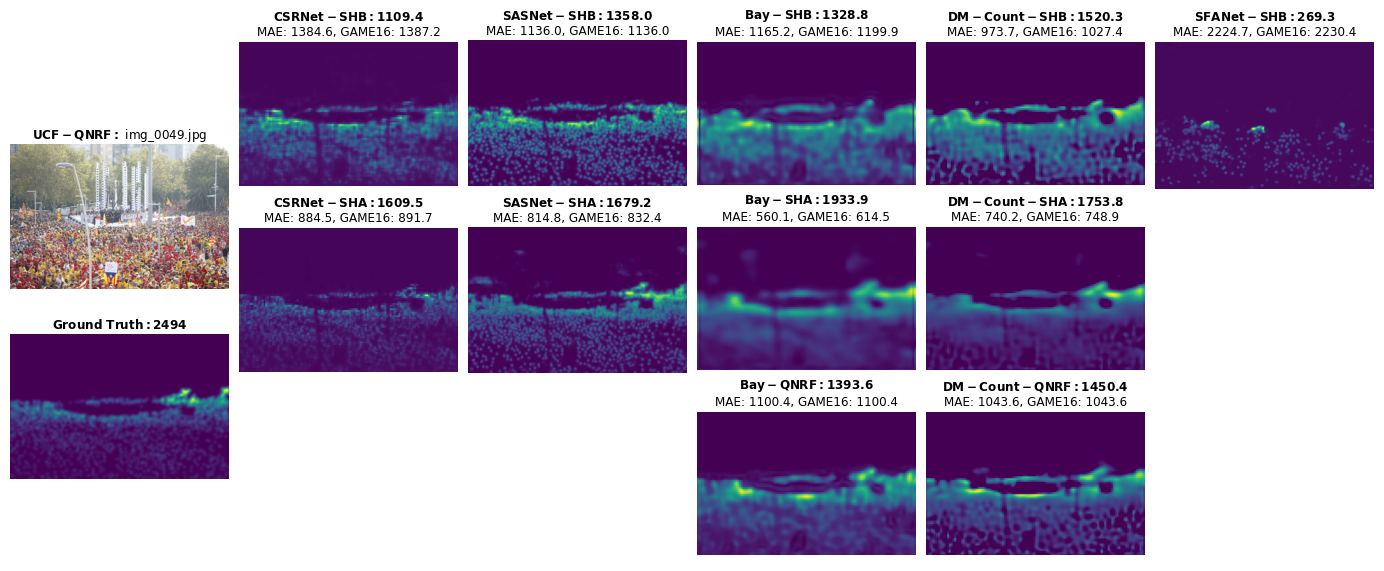 UCF − QNRF: img_0049.jpg
Ground Truth: 2494
CSRNet − SHB: 1109.4
MAE: 1384.6, GAME16: 1387.2
SASNet − SHB: 1358.0
MAE: 1136.0, GAME16: 1136.0
Bay − SHB: 1328.8
MAE: 1165.2, GAME16: 1199.9
DM − Count − SHB: 1520.3
MAE: 973.7, GAME16: 1027.4
SFANet − SHB: 269.3
MAE: 2224.7, GAME16: 2230.4
CSRNet − SHA: 1609.5
MAE: 884.5, GAME16: 891.7
SASNet − SHA: 1679.2
MAE: 814.8, GAME16: 832.4
Bay − SHA: 1933.9
MAE: 560.1, GAME16: 614.5
DM − Count − SHA: 1753.8
MAE: 740.2, GAME16: 748.9
Bay − QNRF: 1393.6
MAE: 1100.4, GAME16: 1100.4
DM − Count − QNRF: 1450.4
MAE: 1043.6, GAME16: 1043.6